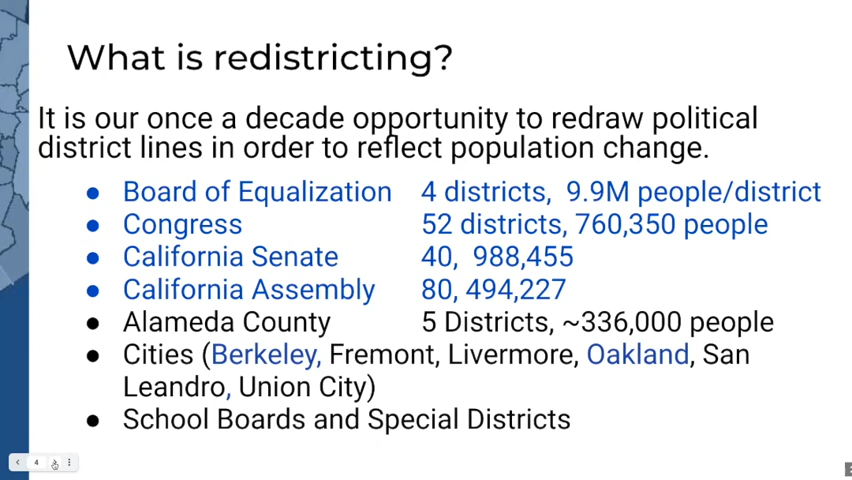 What is redistricting?
It is our once a decade opportunity to redraw political
district lines in order to reflect population change.
● Board of Equalization 4 districts, 9.9M people/district
● Congress 52 districts, 760,350 people
● California Senate 40, 988,455
● California Assembly 80, 494,227
● Alameda County 5 Districts, ~336,000 people
● Cities (Berkeley, Fremont, Livermore, Oakland, San
Leandro, Union City)
● School Boards and Special Districts
4